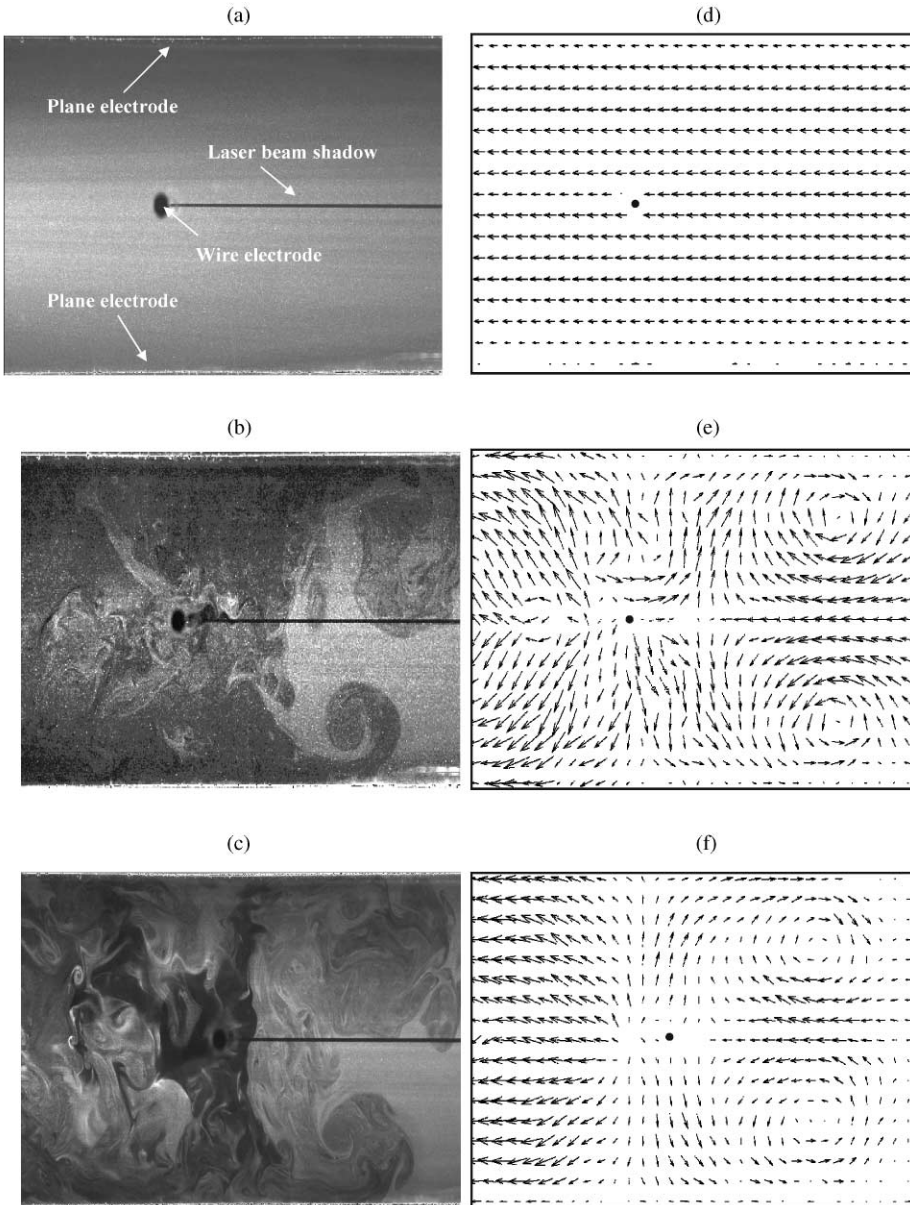 (a)
(d)
Plane electrode
Laser beam shadow
Wire electrode
Plane electrode
(b)
(e)
(c)
(f)